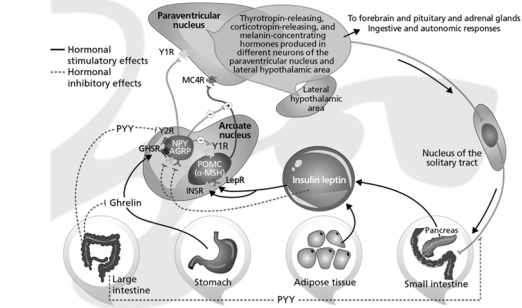 Paraventricular
nucleus
Thyrotropin-releasing,
corticotropin-releasing, and
melanin-concentrating
hormones produced in
different neurons of the
paraventricular nucleus and
lateral hypothalamic area
To forebrain and pituitary and adrenal glands
Ingestive and autonomic responses
Hormonal
stimulatory effects
Hormonal
inhibitory effects
Y1R
MC4R
Lateral
hypothalamic
area
Arcuate nucleus
PYY
Y2R
GHSR
NPY
AGRP
Y1R
POMC
(α-MSH)
LepR
INSR
Insulin leptin
Nucleus of the
solitary tract
Ghrelin
Pancreas
Large
intestine
Stomach
Adipose tissue
Small intestine
PYY